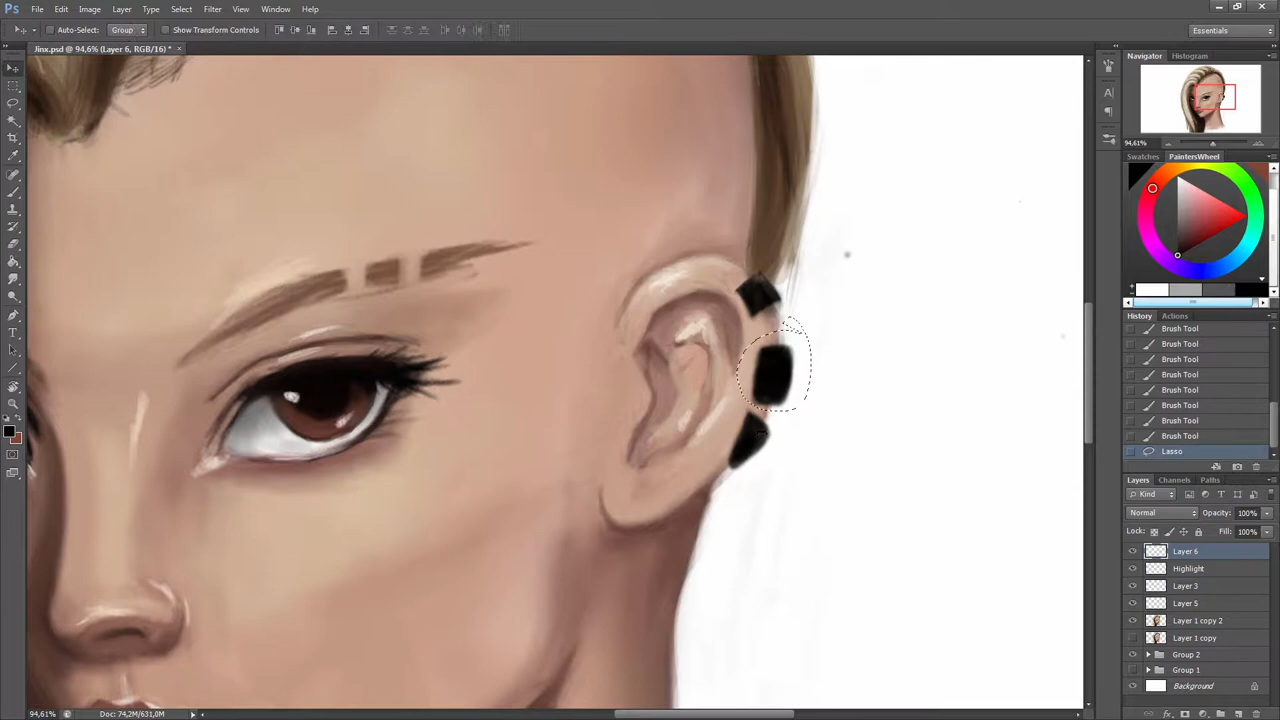 Ps File Edit Image Layer Type Select Filter View Window Help
Auto-Select: Group Show Transform Controls Essentials
Jinx.psd @ 94,6% (Layer 6, RGB/16) * ×
Navigator Histogram
94,61%
Swatches PaintersWheel
History Actions
Brush Tool
Brush Tool
Brush Tool
Brush Tool
Brush Tool
Brush Tool
Brush Tool
Brush Tool
Lasso
Layers Channels Paths
Kind
Normal Opacity: 100%
Lock: Fill: 100%
Layer 6
Highlight
Layer 3
Layer 5
Layer 1 copy 2
Layer 1 copy
Group 2
Group 1
Background
94,61% Doc: 74,2M/631,0M